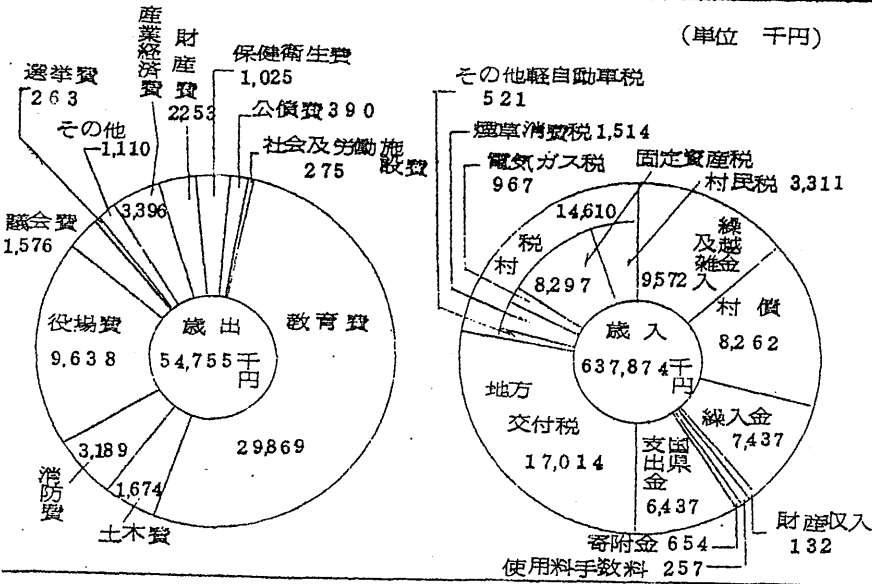 (単位 千円)
産業経済費
3,396
財産費
2253
保健衛生費
1,025
公債費390
社会及労働施設費
275
選挙費
263
その他
1,110
議会費
1,576
役場費
9,638
歳出
54,755千円
教育費
29,869
3,189
消防費
1,674
土木費
その他軽自動車税
521
煙草消費税1,514
電気ガス税
967
固定資産税
8,297
村民税 3,311
14,610
村税
繰越金及雑入
9,572
村債
8,262
歳入
637,874千円
地方
交付税
17,014
国県支出金
6,437
繰入金
7,437
財産収入
132
寄附金 654
使用料手数料 257